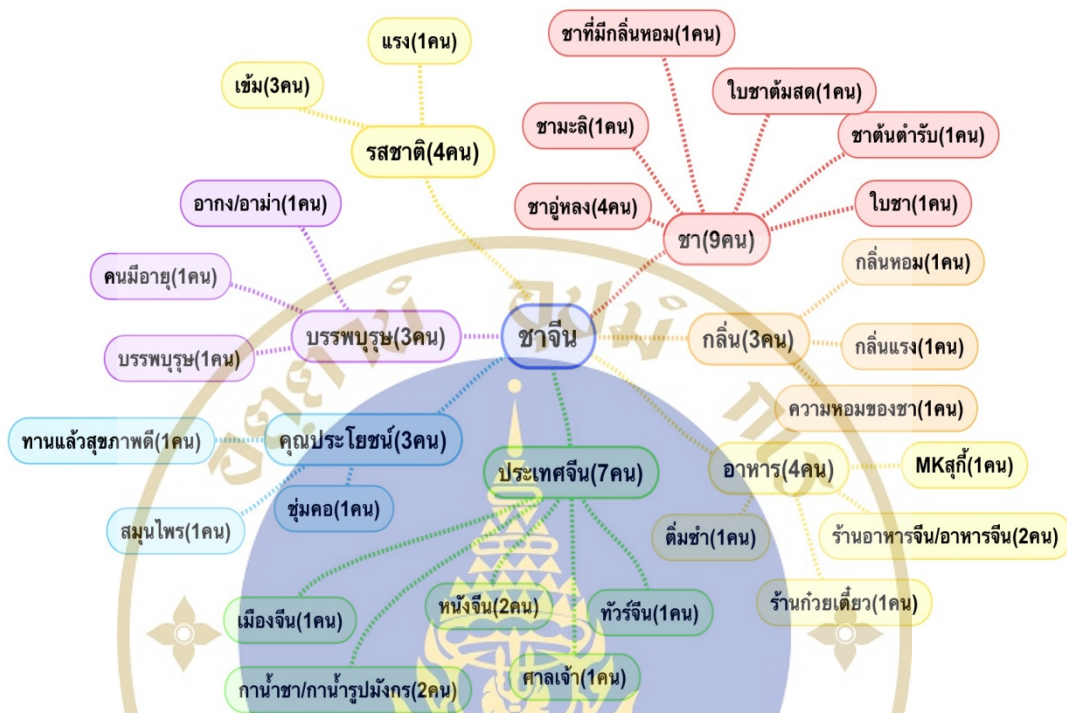 แรง(1คน)
ชาที่มีกลิ่นหอม(1คน)
เข้ม(3คน)
ใบชาต้มสด(1คน)
รสชาติ(4คน)
ชามะลิ(1คน)
ชาต้นตำรับ(1คน)
อากง/อาม่า(1คน)
ชาอู่หลง(4คน)
ใบชา(1คน)
ชา(9คน)
คนมีอายุ(1คน)
กลิ่นหอม(1คน)
บรรพบุรุษ(3คน)
ชาจีน
กลิ่น(3คน)
บรรพบุรุษ(1คน)
กลิ่นแรง(1คน)
ความหอมของชา(1คน)
ทานแล้วสุขภาพดี(1คน)
คุณประโยชน์(3คน)
ประเทศจีน(7คน)
อาหาร(4คน)
MKสุกี้(1คน)
ชุ่มคอ(1คน)
สมุนไพร(1คน)
ติ่มซำ(1คน)
ร้านอาหารจีน/อาหารจีน(2คน)
เมืองจีน(1คน)
หนังจีน(2คน)
ทัวร์จีน(1คน)
ร้านก๋วยเตี๋ยว(1คน)
กาน้ำชา/กาน้ำรูปมังกร(2คน)
ศาลเจ้า(1คน)